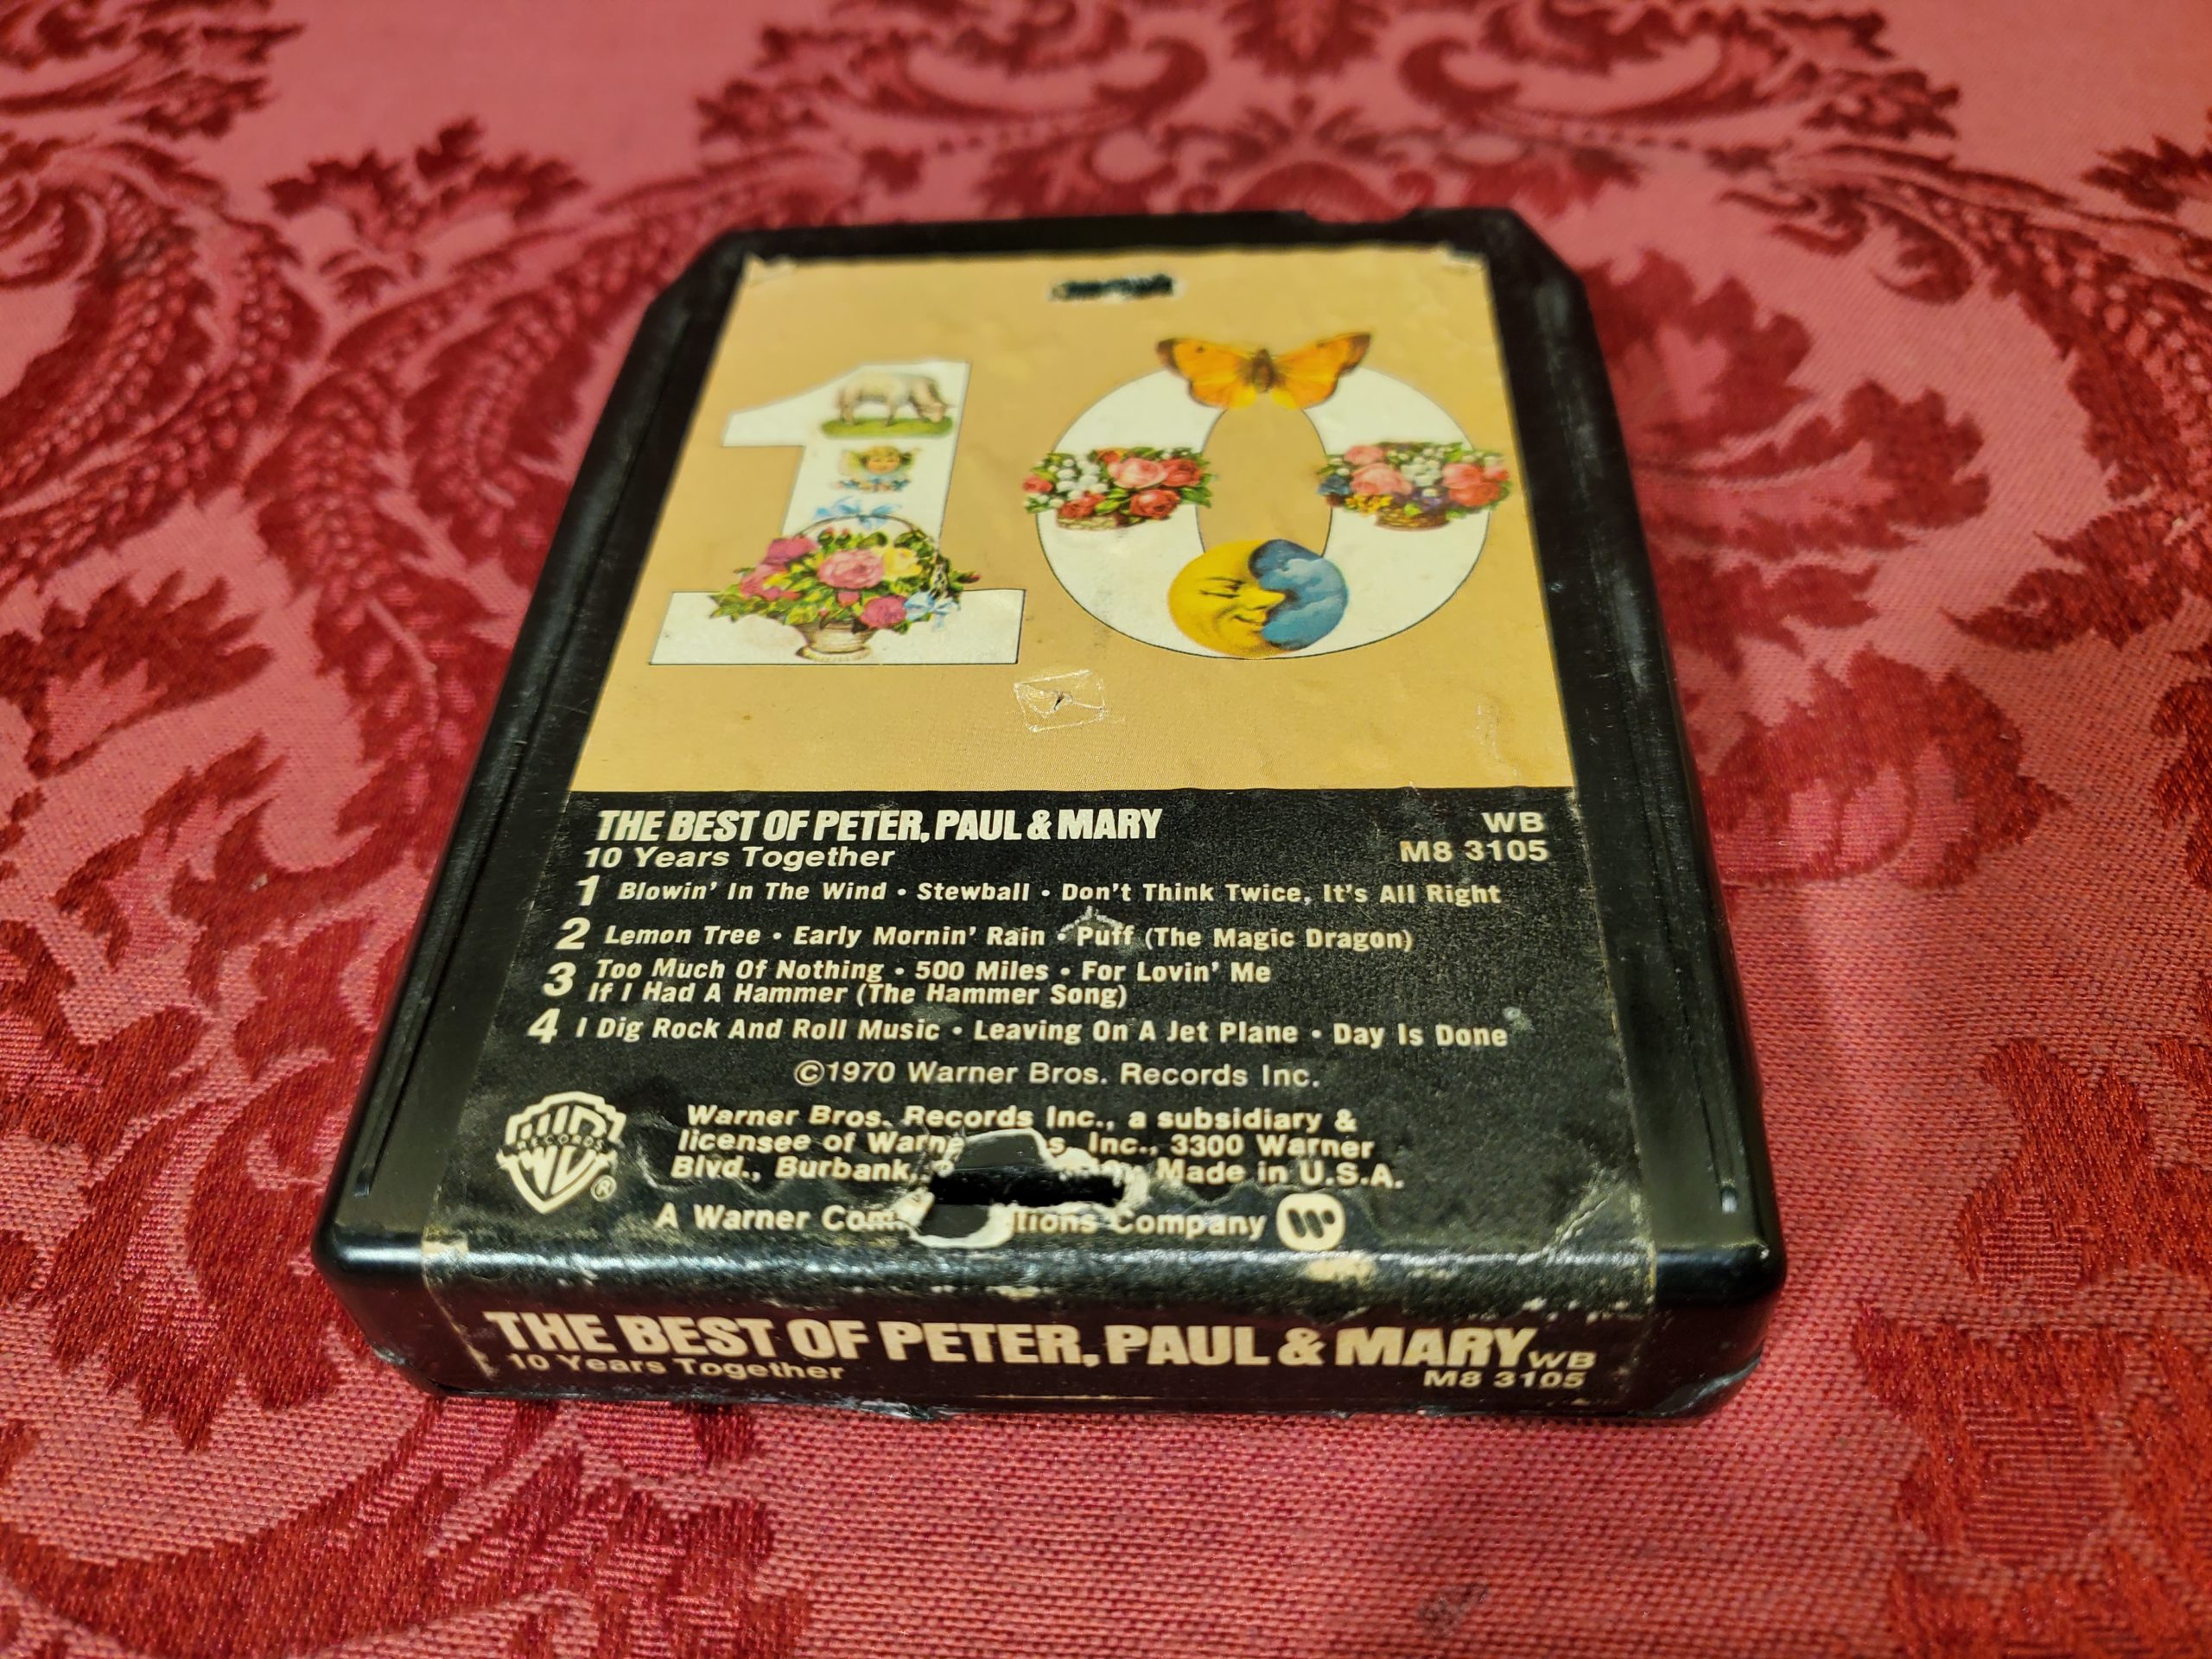 THE BEST OF PETER, PAUL & MARY
10 Years Together
WB
M8 3105
1 Blowin' In The Wind • Stewball • Don't Think Twice, It's All Right
2 Lemon Tree • Early Mornin' Rain • Puff (The Magic Dragon)
3 Too Much Of Nothing • 500 Miles • For Lovin' Me
If I Had A Hammer (The Hammer Song)
4 I Dig Rock And Roll Music • Leaving On A Jet Plane • Day Is Done
©1970 Warner Bros. Records Inc.
RECORDS
®
Warner Bros. Records Inc., a subsidiary &
licensee of Inc., 3300 Warner
Blvd., Burbank, Made in U.S.A.
A Warner Company
THE BEST OF PETER, PAUL & MARY
10 Years Together
WB
M8 3105